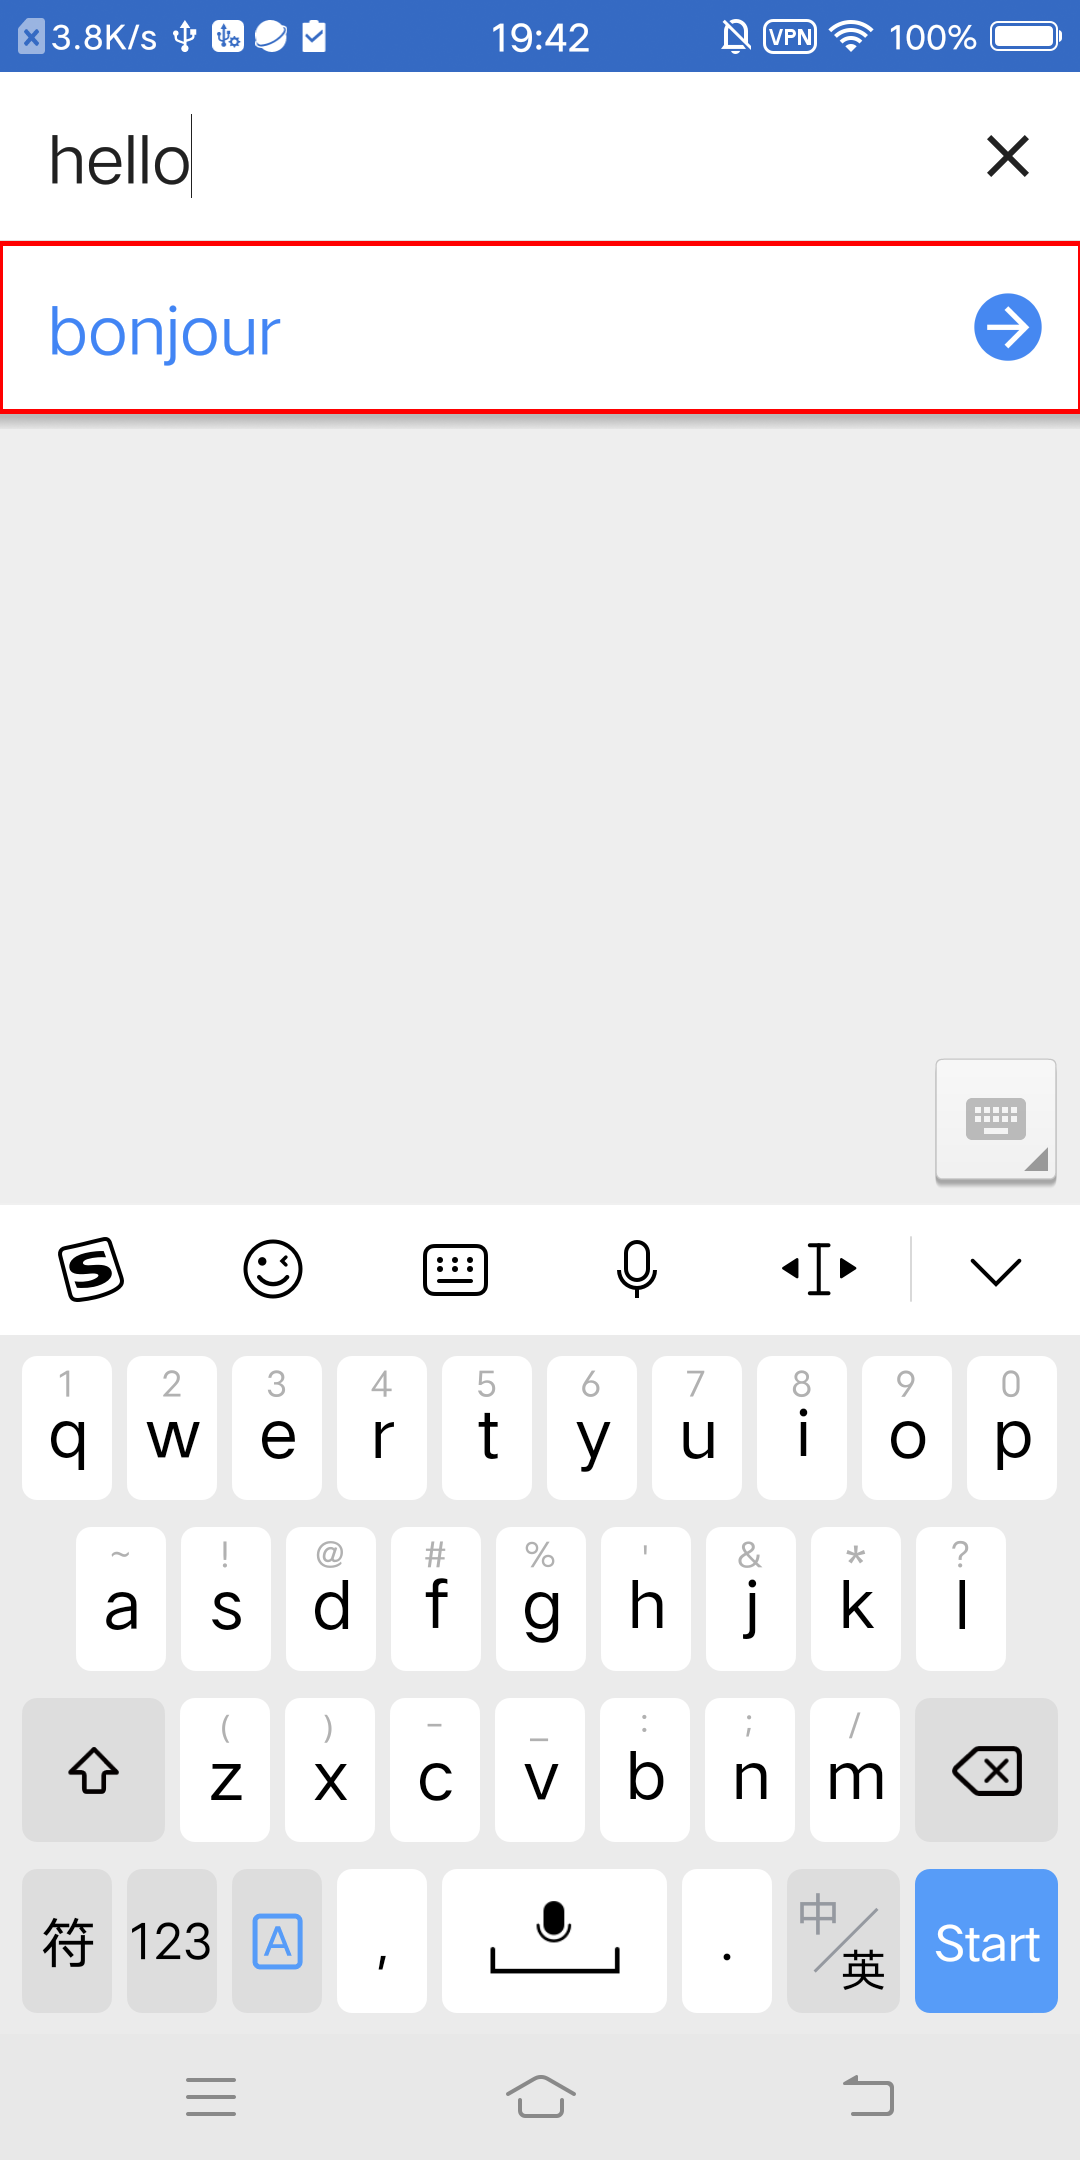 3.8K/s 19:42 VPN 100%
hello
bonjour
1 2 3 4 5 6 7 8 9 0
q w e r t y u i o p
~ ! @ # % ' & * ?
a s d f g h j k l
( ) - _ : ; /
z x c v b n m
符 123 A , . 中/英 Start